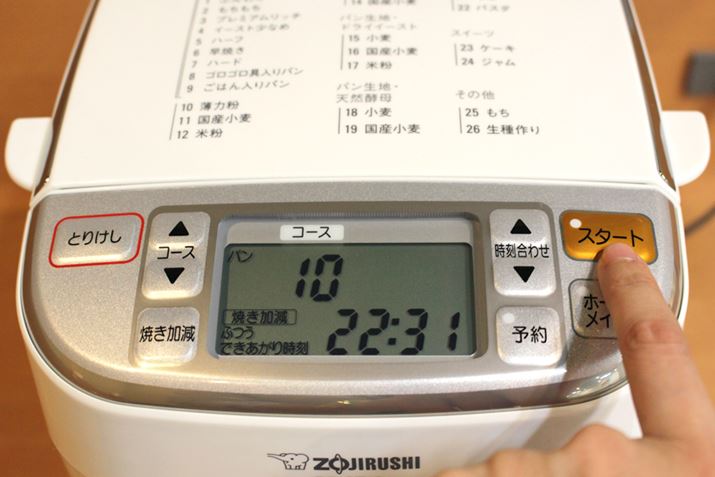 2 もちもち
3 プレミアムリッチ
4 イースト少なめ
5 ハーフ
6 早焼き
7 ハード
8 ゴロゴロ具入りパン
9 ごはん入りパン
10 薄力粉
11 国産小麦
12 米粉
14 国産小麦
パン生地・
ドライイースト
15 小麦
16 国産小麦
17 米粉
パン生地・
天然酵母
18 小麦
19 国産小麦
22 パスタ
スイーツ
23 ケーキ
24 ジャム
その他
25 もち
26 生種作り
とりけし
コース
焼き加減
コース
パン
10
焼き加減
ふつう
できあがり時刻
22:31
時刻合わせ
予約
スタート
ZOJIRUSHI